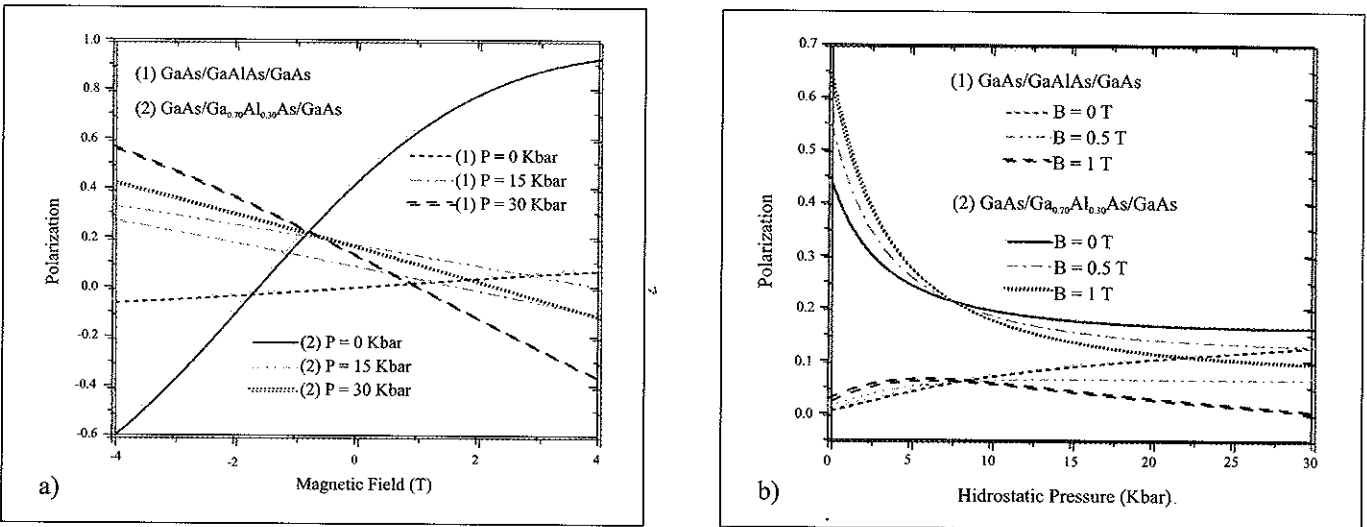 1.0
0.8
0.6
0.4
0.2
0.0
-0.2
-0.4
-0.6
Polarization
(1) GaAs/GaAlAs/GaAs
(2) GaAs/Ga₀.₇₀Al₀.₃₀As/GaAs
(1) P = 0 Kbar
(1) P = 15 Kbar
(1) P = 30 Kbar
(2) P = 0 Kbar
(2) P = 15 Kbar
(2) P = 30 Kbar
-4 -2 0 2 4
Magnetic Field (T)
a)
0.7
0.6
0.5
0.4
0.3
0.2
0.1
0.0
Polarization
(1) GaAs/GaAlAs/GaAs
B = 0 T
B = 0.5 T
B = 1 T
(2) GaAs/Ga₀.₇₀Al₀.₃₀As/GaAs
B = 0 T
B = 0.5 T
B = 1 T
0 5 10 15 20 25 30
Hidrostatic Pressure (Kbar)
b)